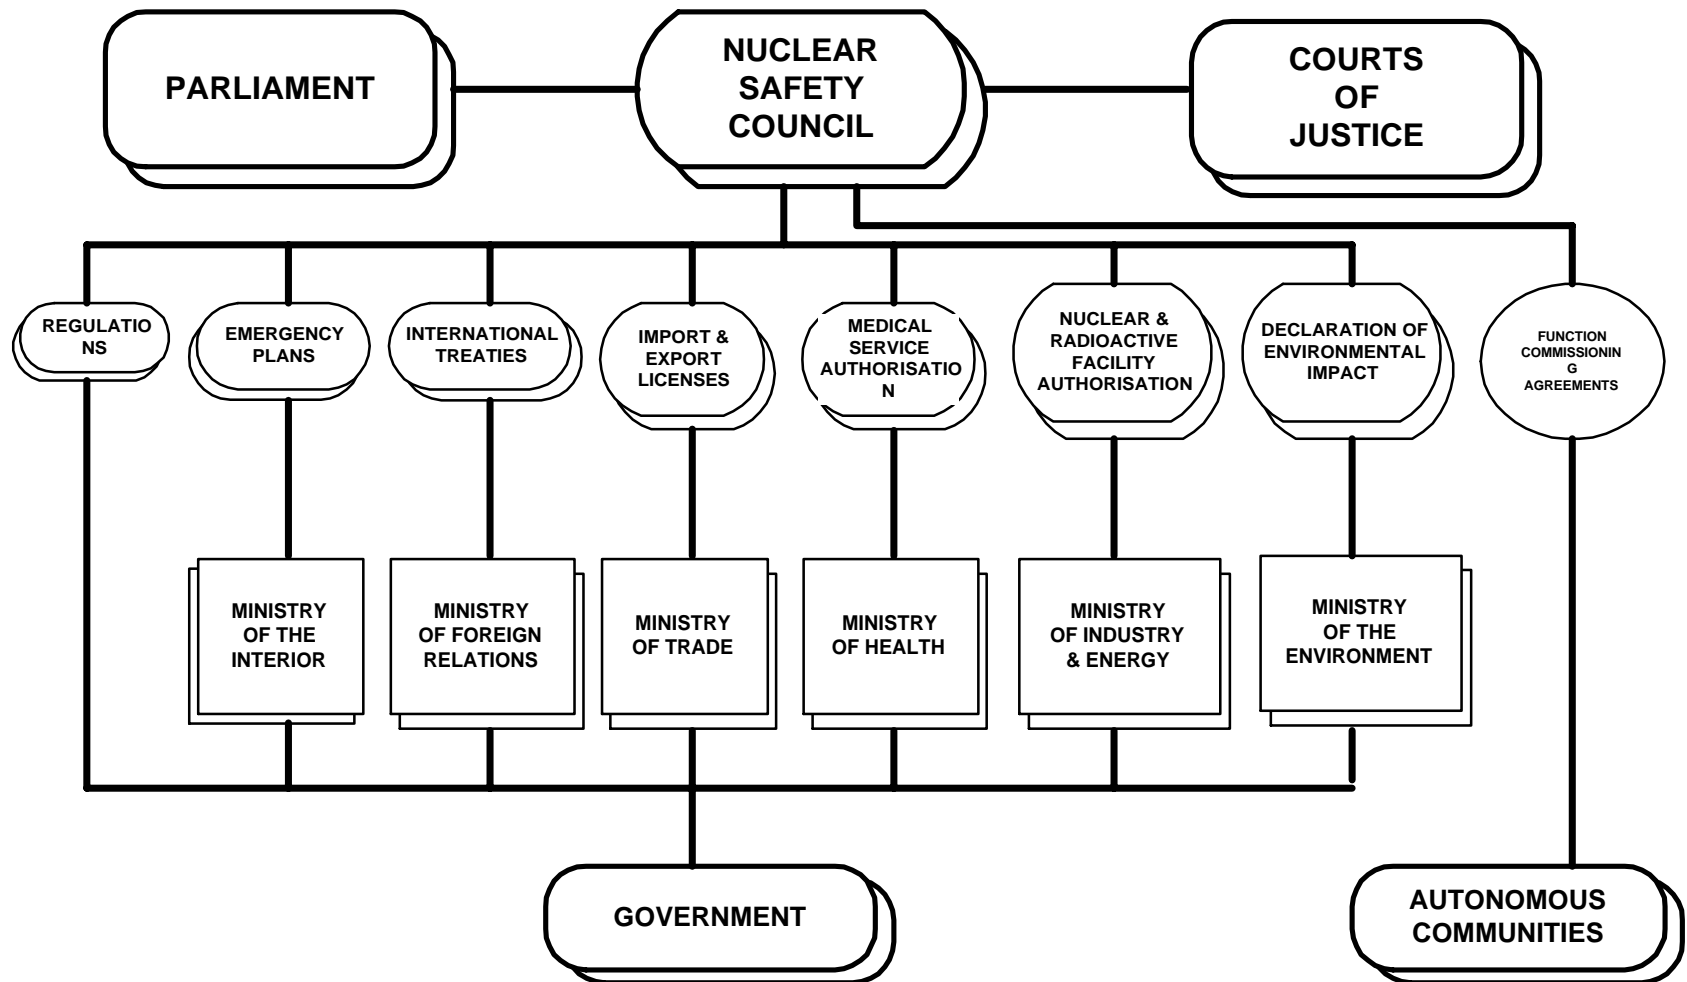 PARLIAMENT
NUCLEAR
SAFETY
COUNCIL
COURTS
OF
JUSTICE
REGULATIO
NS
EMERGENCY
PLANS
INTERNATIONAL
TREATIES
IMPORT &
EXPORT
LICENSES
MEDICAL
SERVICE
AUTHORISATIO
N
NUCLEAR &
RADIOACTIVE
FACILITY
AUTHORISATION
DECLARATION OF
ENVIRONMENTAL
IMPACT
FUNCTION
COMMISSIONIN
G
AGREEMENTS
MINISTRY
OF THE
INTERIOR
MINISTRY
OF FOREIGN
RELATIONS
MINISTRY
OF TRADE
MINISTRY
OF HEALTH
MINISTRY
OF INDUSTRY
& ENERGY
MINISTRY
OF THE
ENVIRONMENT
GOVERNMENT
AUTONOMOUS
COMMUNITIES